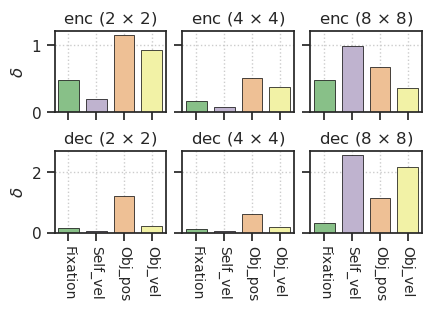 enc (2 × 2) enc (4 × 4) enc (8 × 8)
1
δ
0
dec (2 × 2) dec (4 × 4) dec (8 × 8)
2
δ
0
Fixation Self_vel Obj_pos Obj_vel Fixation Self_vel Obj_pos Obj_vel Fixation Self_vel Obj_pos Obj_vel